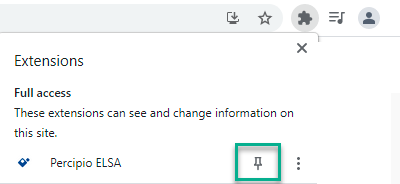 Extensions
Full access
These extensions can see and change information on
this site.
Percipio ELSA